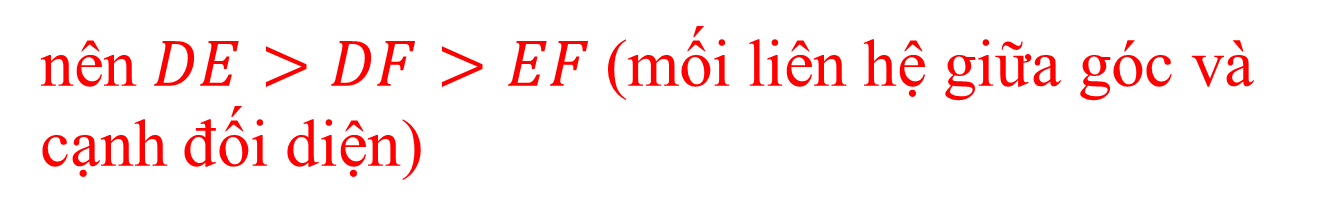 nên DE > DF > EF (mối liên hệ giữa góc và
cạnh đối diện)